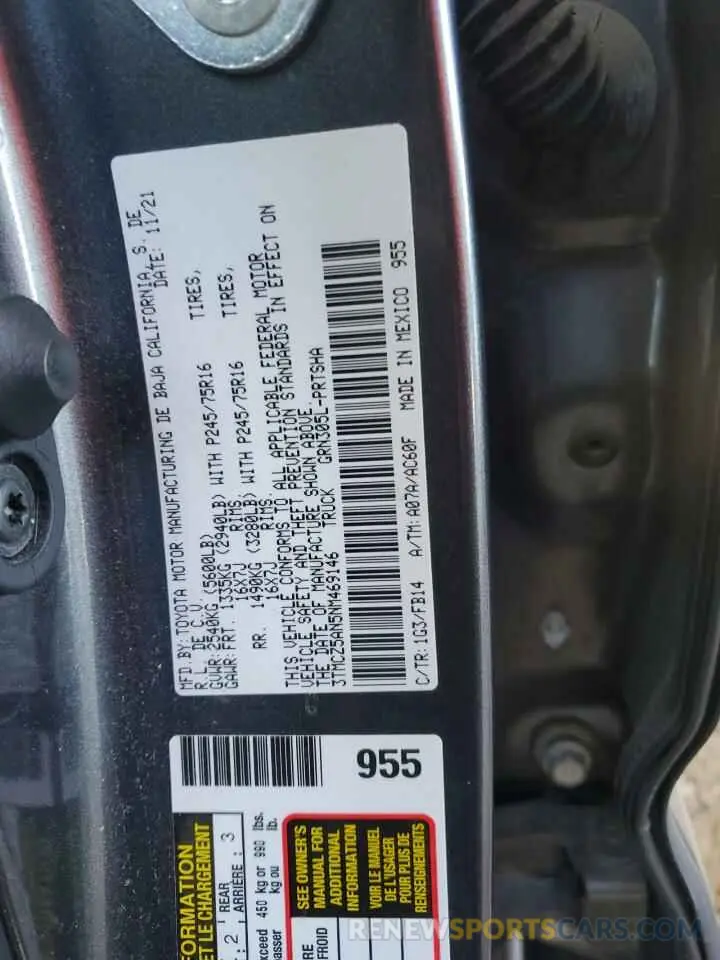 MFD.BY:TOYOTA MOTOR MANUFACTURING DE BAJA CALIFORNIA, S. DE
R.L. DE C.V. DATE: 11/21
GVWR:2540KG(5600LB)
GAWR:FRT. 1335KG (2940LB) WITH P245/75R16 TIRES,
16X7J RIMS.
RR. 1490KG (3280LB) WITH P245/75R16 TIRES,
16X7J RIMS.
THIS VEHICLE CONFORMS TO ALL APPLICABLE FEDERAL MOTOR
VEHICLE SAFETY AND THEFT PREVENTION STANDARDS IN EFFECT ON
THE DATE OF MANUFACTURE SHOWN ABOVE.
3TMCZ5AN5NM469146 TRUCK GRN305L-PRTSHA
C/TR:1G3/FB14 A/TM:A07A/AC60F MADE IN MEXICO 955
955
FORMATION
ET LE CHARGEMENT
: 2 REAR
ARRIÈRE : 3
exceed 450 kg or 990 lbs.
kg ou lb.
SEE OWNER'S
MANUAL FOR
ADDITIONAL
INFORMATION
VOIR LE MANUEL
DE L'USAGER
POUR PLUS DE
RENSEIGNEMENTS
RE
FROID
RENEWSPORTSCARS.COM